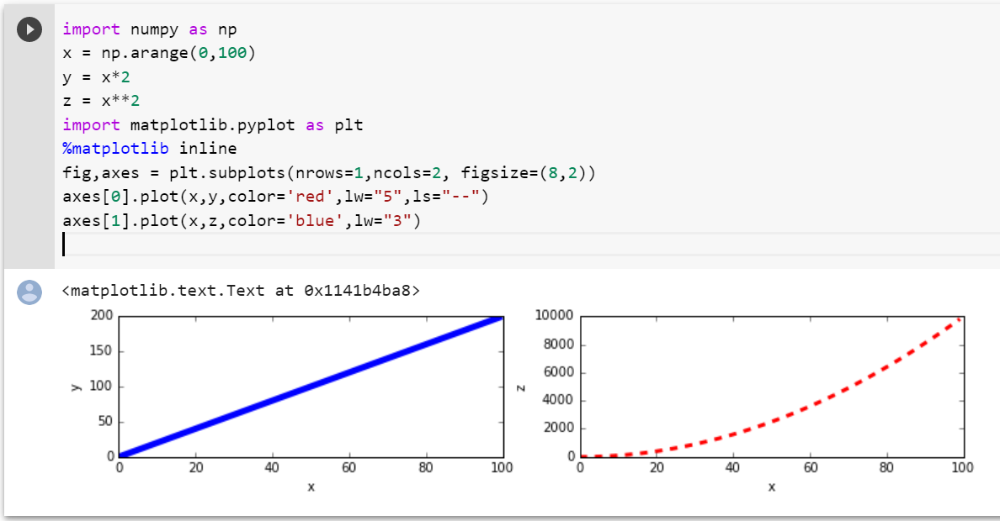 import numpy as np
x = np.arange(0,100)
y = x*2
z = x**2
import matplotlib.pyplot as plt
%matplotlib inline
fig,axes = plt.subplots(nrows=1,ncols=2, figsize=(8,2))
axes[0].plot(x,y,color='red',lw="5",ls="--")
axes[1].plot(x,z,color='blue',lw="3")
<matplotlib.text.Text at 0x1141b4ba8>
200
150
100
50
0
y
0 20 40 60 80 100
x
10000
8000
6000
4000
2000
0
z
0 20 40 60 80 100
x